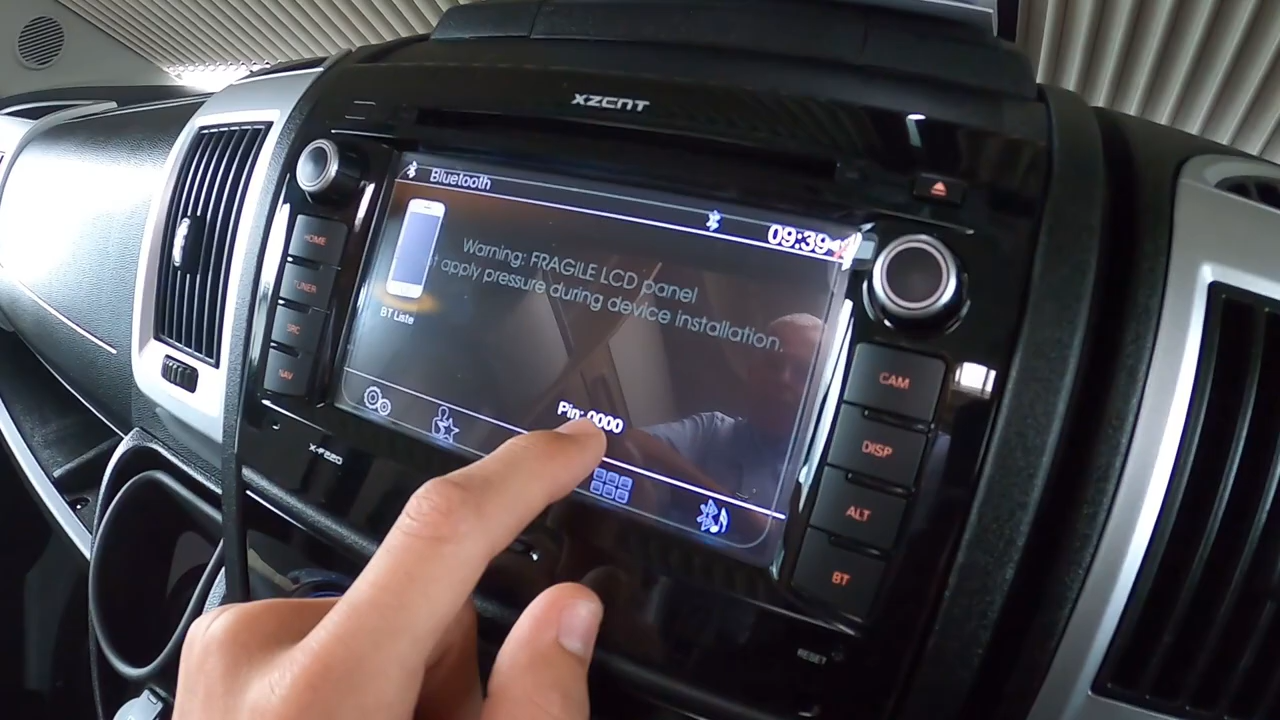 XZENT
Bluetooth
09:39
Warning: FRAGILE LCD panel
apply pressure during device installation.
BT Liste
Pin: 0000
HOME
TUNER
SRC
NAV
X-F220
CAM
DISP
ALT
BT
RESET